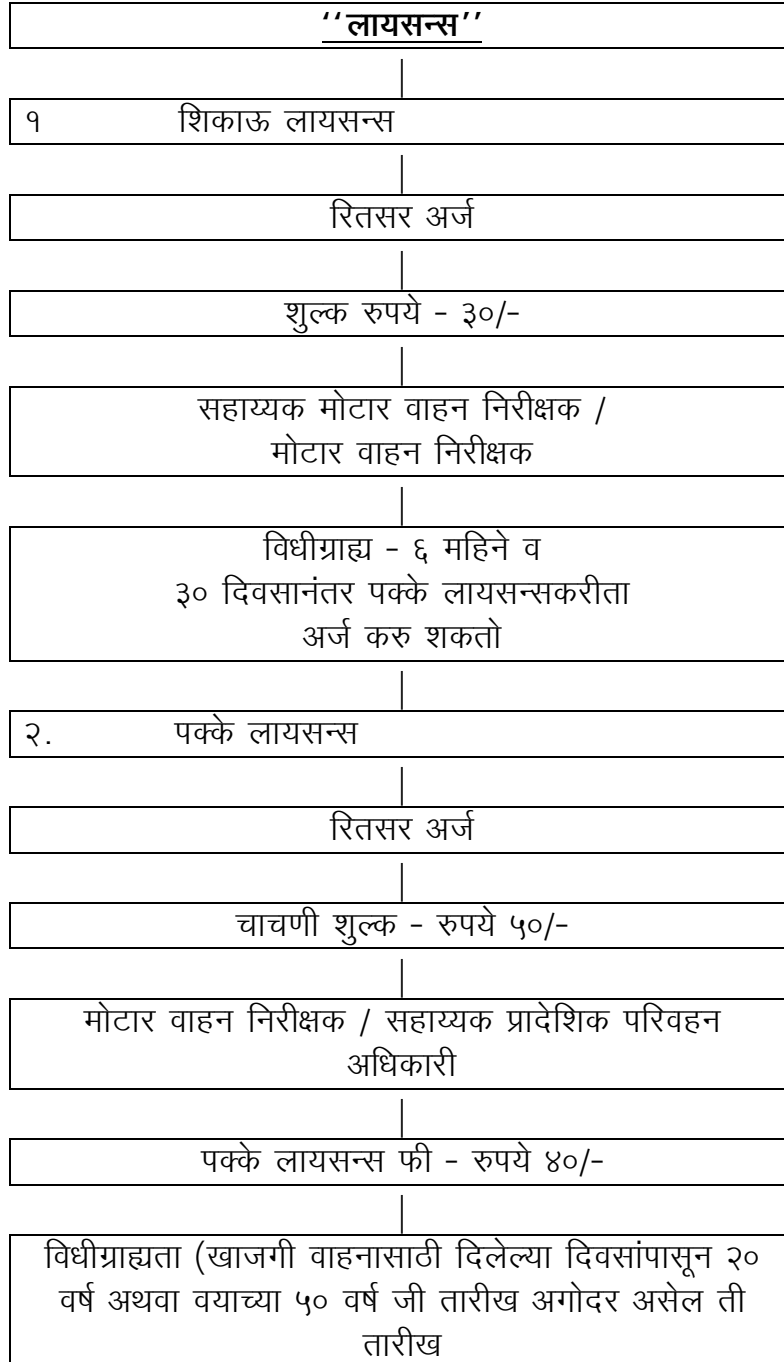 ‘‘लायसन्स’’
१ शिकाऊ लायसन्स
रितसर अर्ज
शुल्क रुपये - ३०/-
सहाय्यक मोटार वाहन निरीक्षक /
मोटार वाहन निरीक्षक
विधीग्राह्य - ६ महिने व
३० दिवसानंतर पक्के लायसन्सकरीता
अर्ज करु शकतो
२. पक्के लायसन्स
रितसर अर्ज
चाचणी शुल्क - रुपये ५०/-
मोटार वाहन निरीक्षक / सहाय्यक प्रादेशिक परिवहन
अधिकारी
पक्के लायसन्स फी - रुपये ४०/-
विधीग्राह्यता (खाजगी वाहनासाठी दिलेल्या दिवसांपासून २०
वर्ष अथवा वयाच्या ५० वर्ष जी तारीख अगोदर असेल ती
तारीख